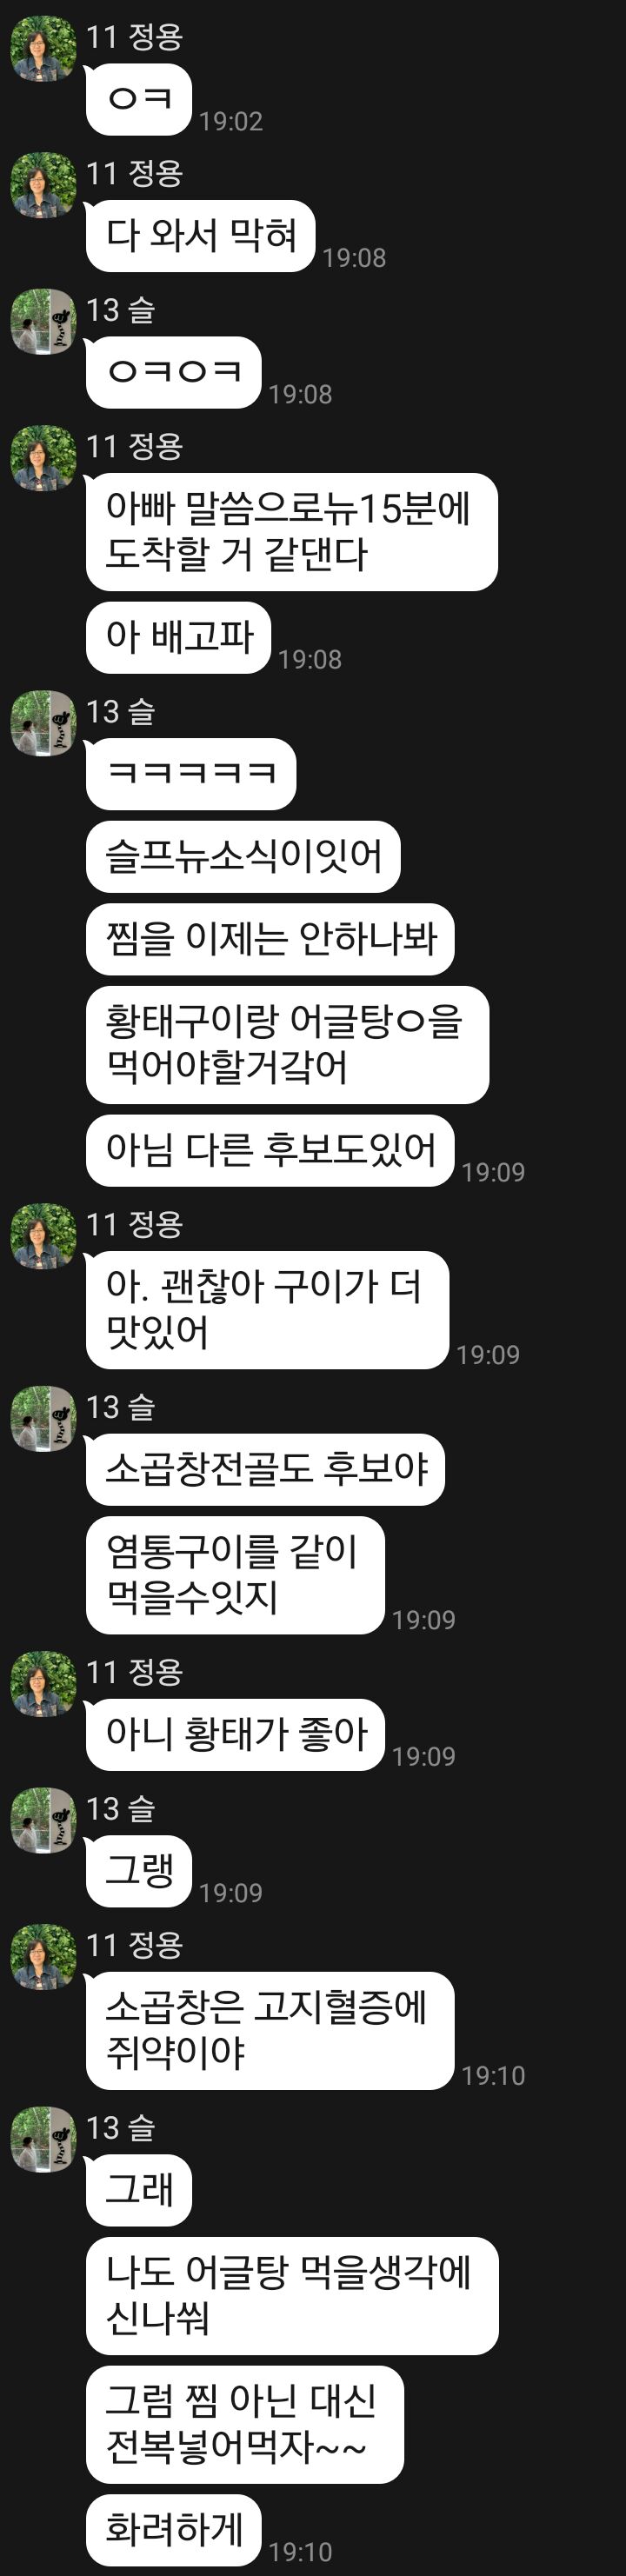 11 정용
ㅇㅋ
19:02
11 정용
다 와서 막혀
19:08
13 슬
ㅇㅋㅇㅋ
19:08
11 정용
아빠 말씀으로뉴15분에
도착할 거 같댄다
아 배고파
19:08
13 슬
ㅋㅋㅋㅋㅋ
슬프뉴소식이잇어
찜을 이제는 안하나봐
황태구이랑 어글탕ㅇ을
먹어야할거갘어
아님 다른 후보도있어
19:09
11 정용
아. 괜찮아 구이가 더
맛있어
19:09
13 슬
소곱창전골도 후보야
염통구이를 같이
먹을수잇지
19:09
11 정용
아니 황태가 좋아
19:09
13 슬
그랭
19:09
11 정용
소곱창은 고지혈증에
쥐약이야
19:10
13 슬
그래
나도 어글탕 먹을생각에
신나쒀
그럼 찜 아닌 대신
전복넣어먹자~~
화려하게
19:10